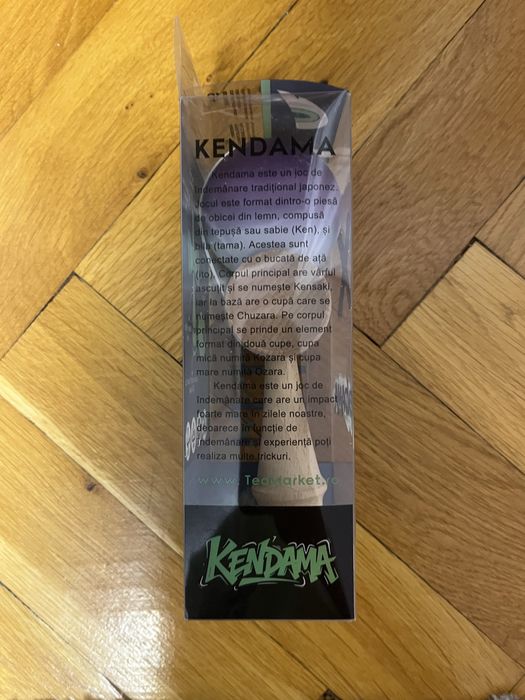 KENDAMA
Kendama este un joc de
îndemânare tradițional japonez.
Jocul este format dintro-o piesă
de obicei din lemn, compusă
din țepușă sau sabie (Ken), și
bila (tama). Acestea sunt
conectate cu o bucată de ață
(ito). Corpul principal are vârful
ascuțit și se numește Kensaki,
iar la bază are o cupă care se
numește Chuzara. Pe corpul
principal se prinde un element
format din două cupe, cupa
mică numită Kozara și cupa
mare numită Ozara.
Kendama este un joc de
îndemânare care are un impact
foarte mare în zilele noastre,
deoarece în funcție de
îndemânare și experiență poți
realiza multe trickuri.
www.TedMarket.ro
KENDAMA